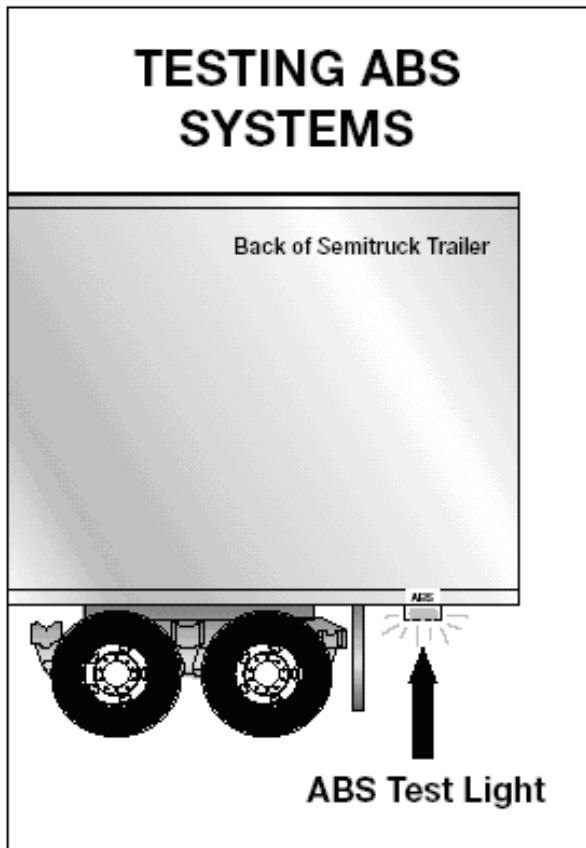 TESTING ABS
SYSTEMS
Back of Semitruck Trailer
ABS
ABS Test Light